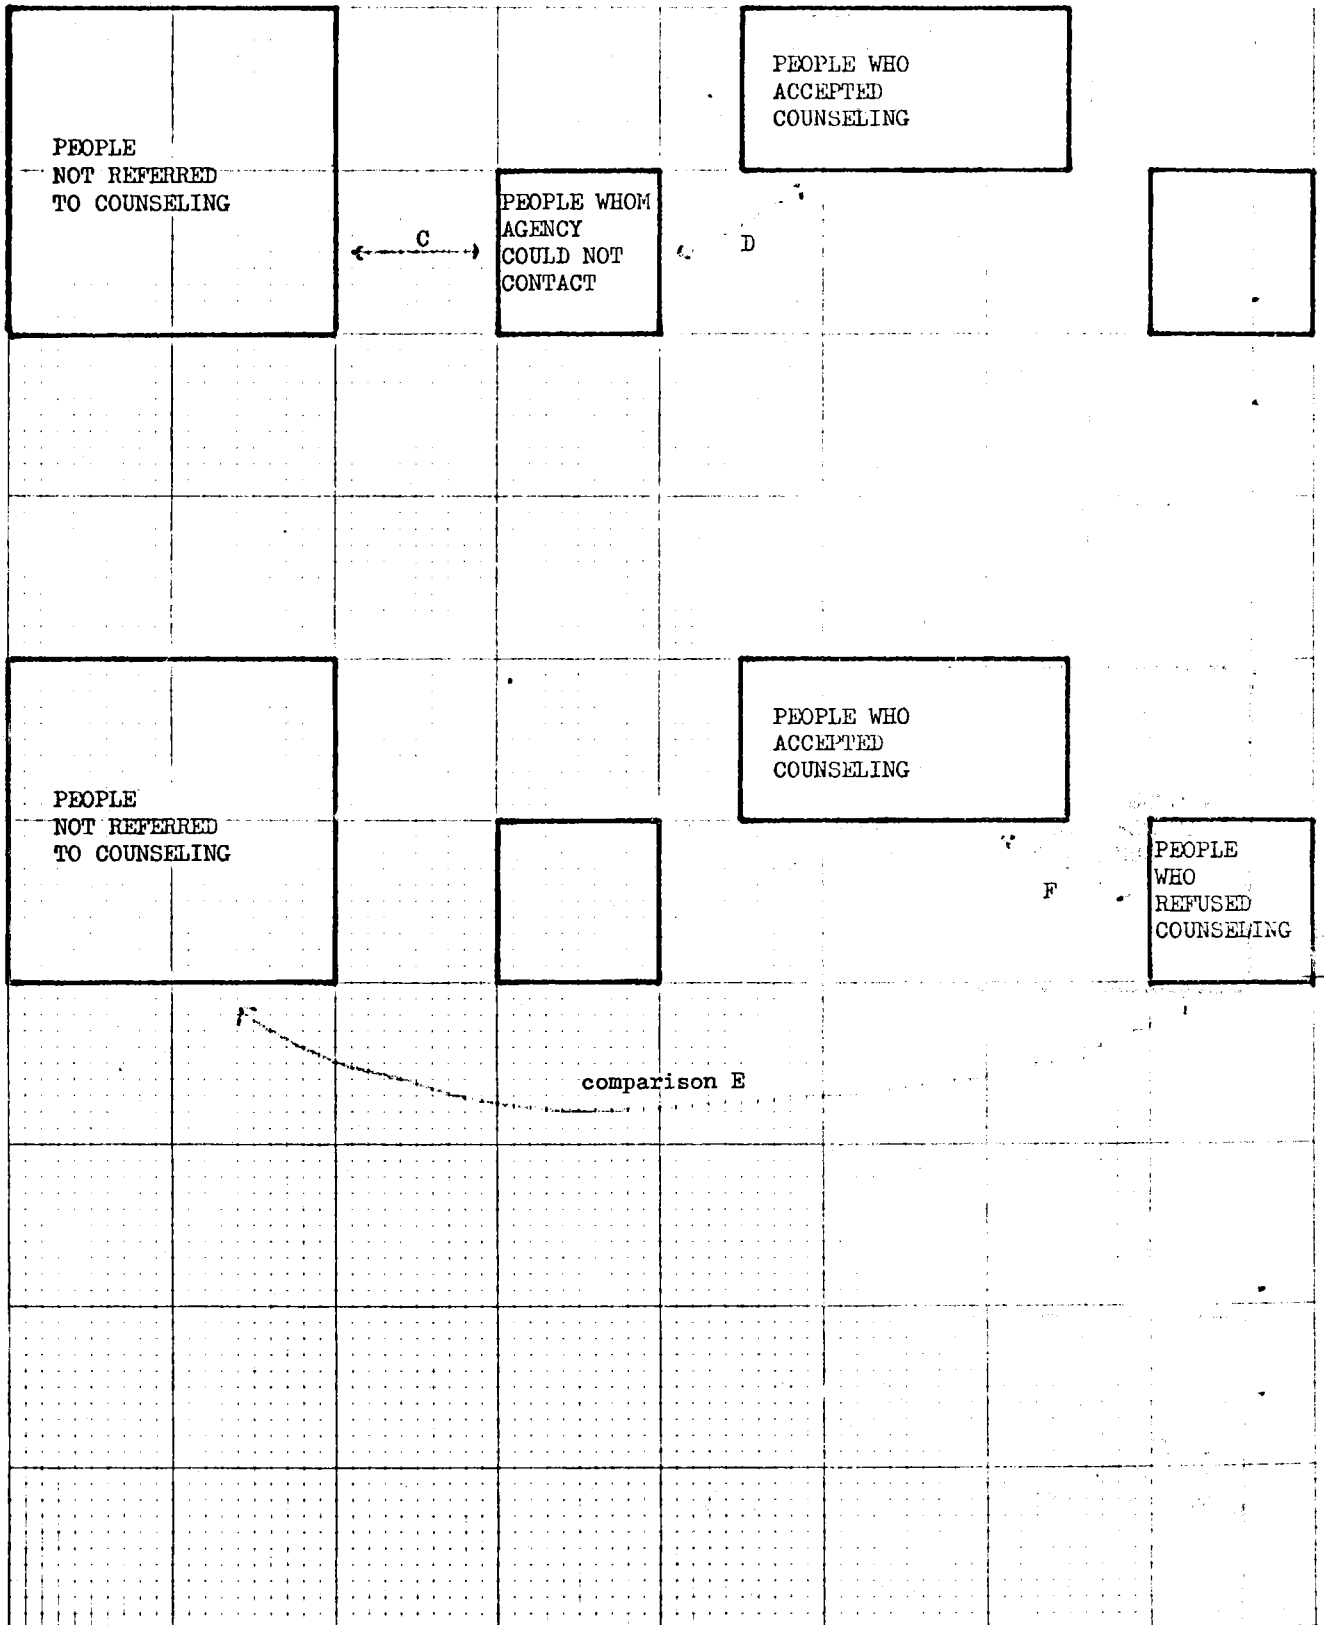 PEOPLE
NOT REFERRED
TO COUNSELING
C
PEOPLE WHOM
AGENCY
COULD NOT
CONTACT
D
PEOPLE WHO
ACCEPTED
COUNSELING
PEOPLE
NOT REFERRED
TO COUNSELING
PEOPLE WHO
ACCEPTED
COUNSELING
F
PEOPLE
WHO
REFUSED
COUNSELING
comparison E